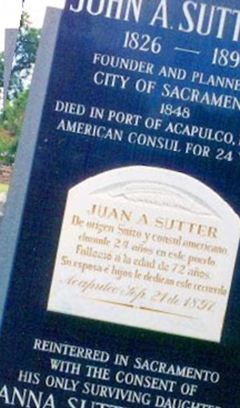 JOHN A. SUTT
1826 — 189
FOUNDER AND PLANNE
CITY OF SACRAMEN
1848
DIED IN PORT OF ACAPULCO,
AMERICAN CONSUL FOR 24
JUAN A SUTTER
De origen Suizo y consul americano
durante 24 años en este puerto
Falleció a la edad de 72 años.
Su esposa é hijos le dedican este recuerdo
Acapulco Sep. 21 de 1897.
REINTERRED IN SACRAMENTO
WITH THE CONSENT OF
HIS ONLY SURVIVING DAUGHTE
ANNA SUTT